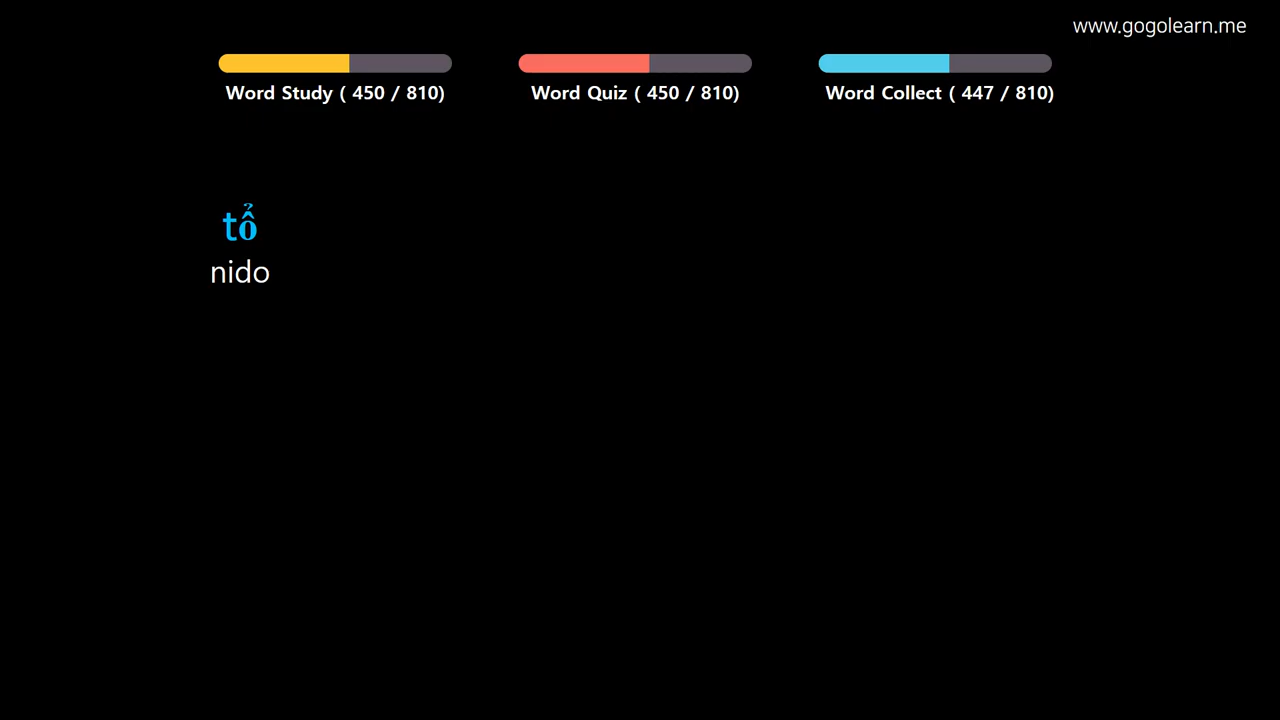 www.gogolearn.me
Word Study ( 450 / 810)
Word Quiz ( 450 / 810)
Word Collect ( 447 / 810)
tổ
nido